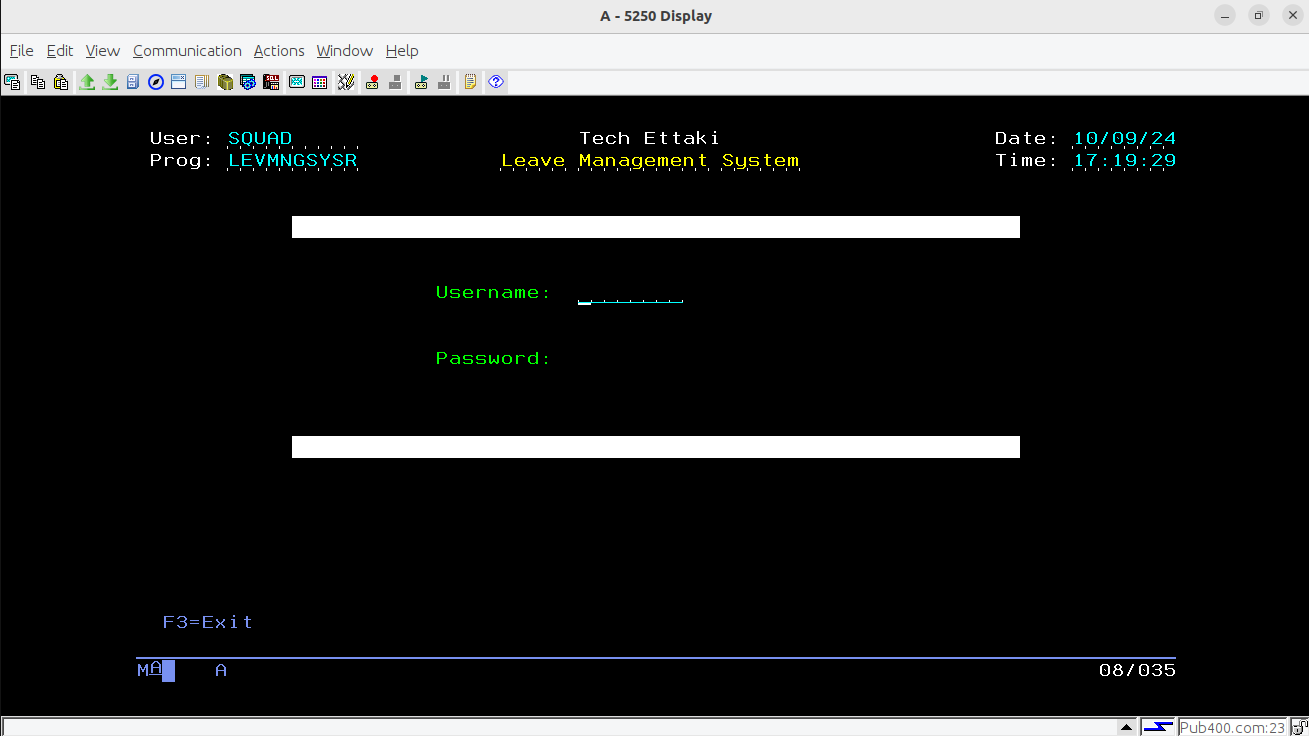 A - 5250 Display
File Edit View Communication Actions Window Help
User: SQUAD Tech Ettaki Date: 10/09/24
Prog: LEVMNGSYSR Leave Management System Time: 17:19:29
Username:
Password:
F3=Exit
MA A 08/035
Pub400.com:23